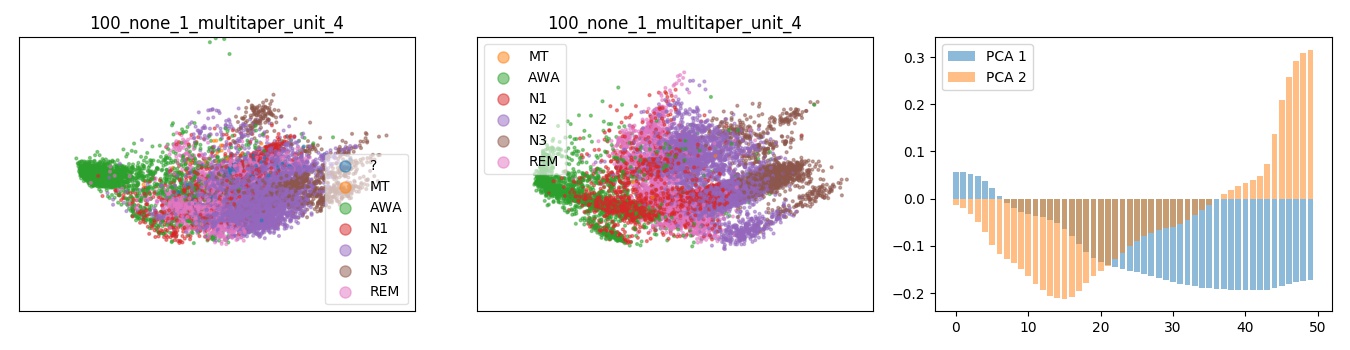 100_none_1_multitaper_unit_4
?
MT
AWA
N1
N2
N3
REM
100_none_1_multitaper_unit_4
MT
AWA
N1
N2
N3
REM
PCA 1
PCA 2
0.3
0.2
0.1
0.0
−0.1
−0.2
0 10 20 30 40 50